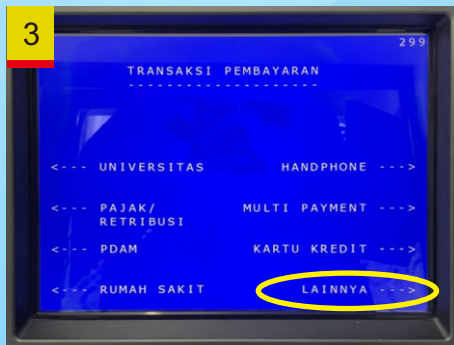 3
299
TRANSAKSI PEMBAYARAN
--------------------
<--- UNIVERSITAS HANDPHONE --->
<--- PAJAK/ MULTI PAYMENT --->
RETRIBUSI
<--- PDAM KARTU KREDIT --->
<--- RUMAH SAKIT LAINNYA --->